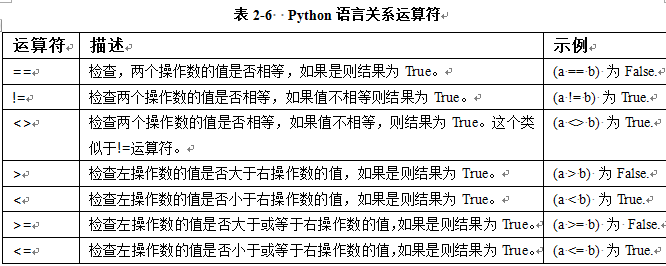 表 2-6 Python 语言关系运算符
运算符 描述 示例
== 检查，两个操作数的值是否相等，如果是则结果为 True。 (a == b) 为 False.
!= 检查两个操作数的值是否相等，如果值不相等则结果为 True。 (a != b) 为 True.
<> 检查两个操作数的值是否相等，如果值不相等，则结果为 True。这个类 (a <> b) 为 True.
似于!=运算符。
> 检查左操作数的值是否大于右操作数的值，如果是则结果为 True。 (a > b) 为 False.
< 检查左操作数的值是否小于右操作数的值，如果是则结果为 True。 (a < b) 为 True.
>= 检查左操作数的值是否大于或等于右操作数的值，如果是则结果为 True。 (a >= b) 为 False.
<= 检查左操作数的值是否小于或等于右操作数的值，如果是则结果为 True。 (a <= b) 为 True.